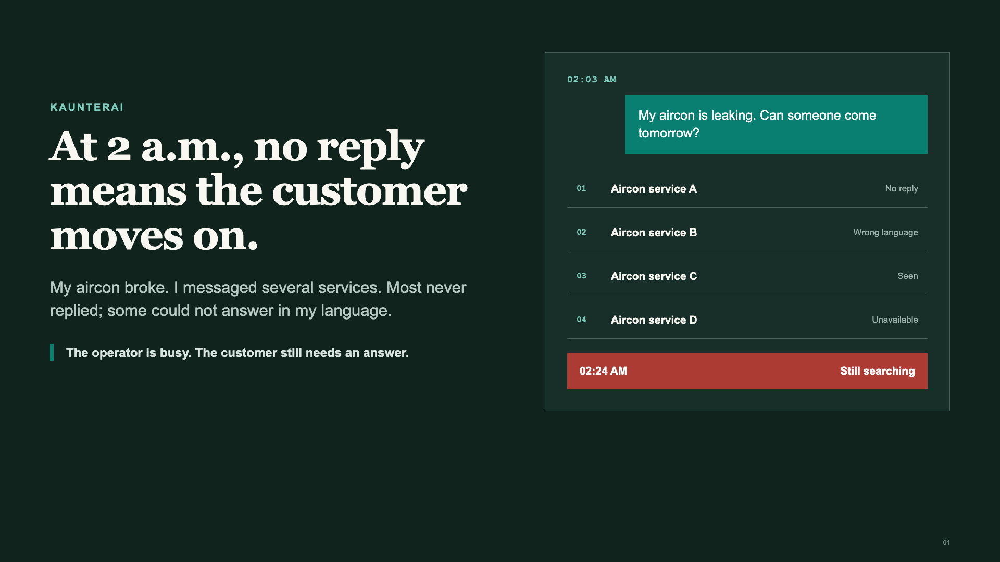 KAUNTERAI
At 2 a.m., no reply
means the customer
moves on.
My aircon broke. I messaged several services. Most never
replied; some could not answer in my language.
The operator is busy. The customer still needs an answer.
02:03 AM
My aircon is leaking. Can someone come
tomorrow?
01 Aircon service A No reply
02 Aircon service B Wrong language
03 Aircon service C Seen
04 Aircon service D Unavailable
02:24 AM Still searching
01